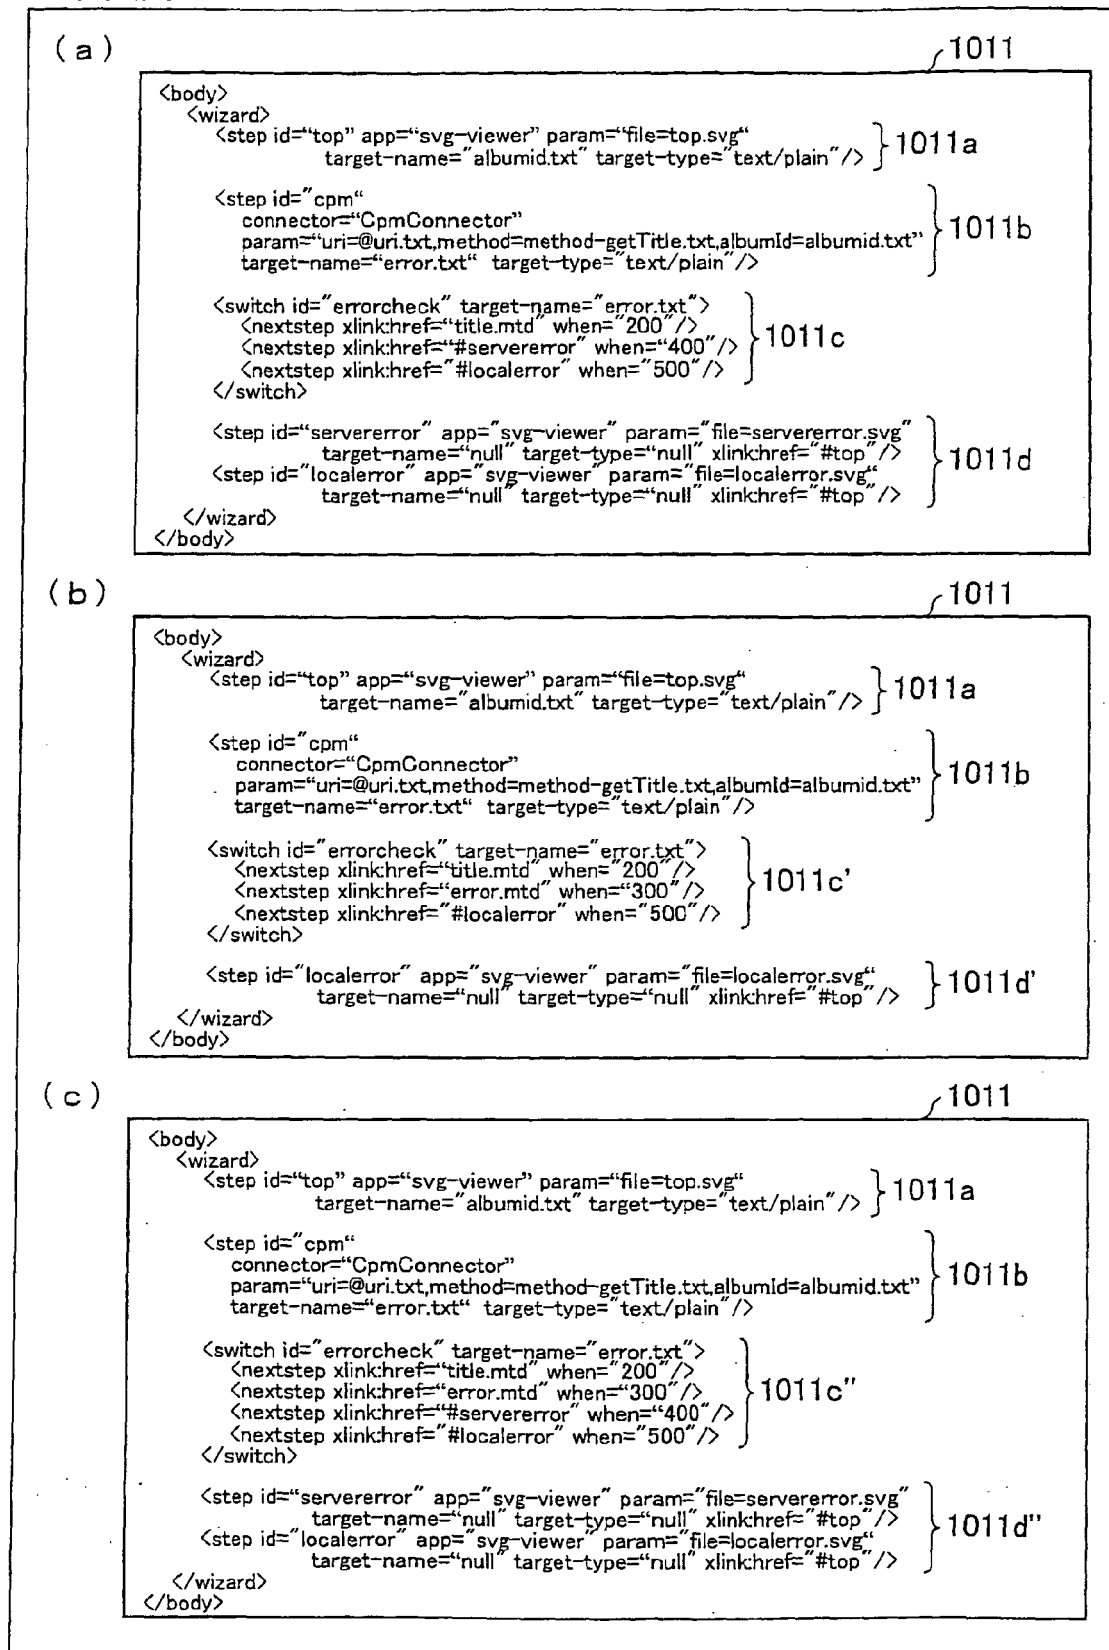 (a)
1011
<body>
<wizard>
<step id="top" app="svg-viewer" param="file=top.svg"
target-name="albumid.txt" target-type="text/plain"/> 1011a
<step id="cpm"
connector="CpmConnector"
param="uri=@uri.txt,method=method-getTitle.txt,albumId=albumid.txt" 1011b
target-name="error.txt" target-type="text/plain"/>
<switch id="errorcheck" target-name="error.txt">
<nextstep xlink:href="title.mtd" when="200"/>
<nextstep xlink:href="#servererror" when="400"/> 1011c
<nextstep xlink:href="#localerror" when="500"/>
</switch>
<step id="servererror" app="svg-viewer" param="file=servererror.svg"
target-name="null" target-type="null" xlink:href="#top"/> 1011d
<step id="localerror" app="svg-viewer" param="file=localerror.svg"
target-name="null" target-type="null" xlink:href="#top"/>
</wizard>
</body>
(b)
1011
<body>
<wizard>
<step id="top" app="svg-viewer" param="file=top.svg"
target-name="albumid.txt" target-type="text/plain"/> 1011a
<step id="cpm"
connector="CpmConnector"
param="uri=@uri.txt,method=method-getTitle.txt,albumId=albumid.txt" 1011b
target-name="error.txt" target-type="text/plain"/>
<switch id="errorcheck" target-name="error.txt">
<nextstep xlink:href="title.mtd" when="200"/>
<nextstep xlink:href="error.mtd" when="300"/> 1011c'
<nextstep xlink:href="#localerror" when="500"/>
</switch>
<step id="localerror" app="svg-viewer" param="file=localerror.svg"
target-name="null" target-type="null" xlink:href="#top"/> 1011d'
</wizard>
</body>
(c)
1011
<body>
<wizard>
<step id="top" app="svg-viewer" param="file=top.svg"
target-name="albumid.txt" target-type="text/plain"/> 1011a
<step id="cpm"
connector="CpmConnector"
param="uri=@uri.txt,method=method-getTitle.txt,albumId=albumid.txt" 1011b
target-name="error.txt" target-type="text/plain"/>
<switch id="errorcheck" target-name="error.txt">
<nextstep xlink:href="title.mtd" when="200"/>
<nextstep xlink:href="error.mtd" when="300"/> 1011c"
<nextstep xlink:href="#servererror" when="400"/>
<nextstep xlink:href="#localerror" when="500"/>
</switch>
<step id="servererror" app="svg-viewer" param="file=servererror.svg"
target-name="null" target-type="null" xlink:href="#top"/> 1011d"
<step id="localerror" app="svg-viewer" param="file=localerror.svg"
target-name="null" target-type="null" xlink:href="#top"/>
</wizard>
</body>